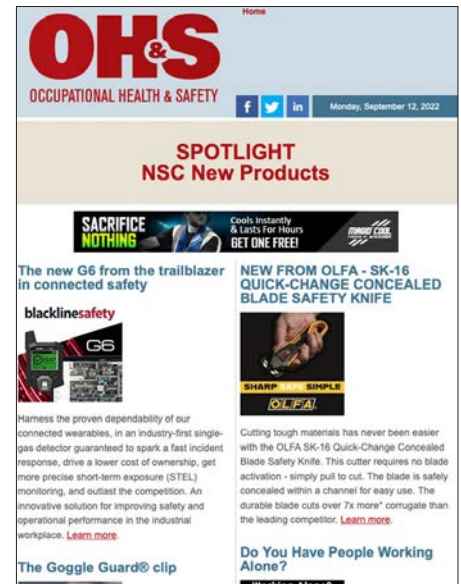 Home
OH&S
OCCUPATIONAL HEALTH & SAFETY
Monday, September 12, 2022
SPOTLIGHT
NSC New Products
SACRIFICE
NOTHING
Cools Instantly
& Lasts For Hours
GET ONE FREE!
MAGID COOL
The new G6 from the trailblazer
in connected safety
blacklinesafety
G6
Harness the proven dependability of our
connected wearables, in an industry-first single-
gas detector guaranteed to spark a fast incident
response, drive a lower cost of ownership, get
more precise short-term exposure (STEL)
monitoring, and outlast the competition. An
innovative solution for improving safety and
operational performance in the industrial
workplace. Learn more.
The Goggle Guard® clip
NEW FROM OLFA - SK-16
QUICK-CHANGE CONCEALED
BLADE SAFETY KNIFE
SHARP SAFE SIMPLE
OLFA
Cutting tough materials has never been easier
with the OLFA SK-16 Quick-Change Concealed
Blade Safety Knife. This cutter requires no blade
activation - simply pull to cut. The blade is safely
concealed within a channel for easy use. The
durable blade cuts over 7x more* corrugate than
the leading competitor. Learn more.
Do You Have People Working
Alone?
Working Alone?